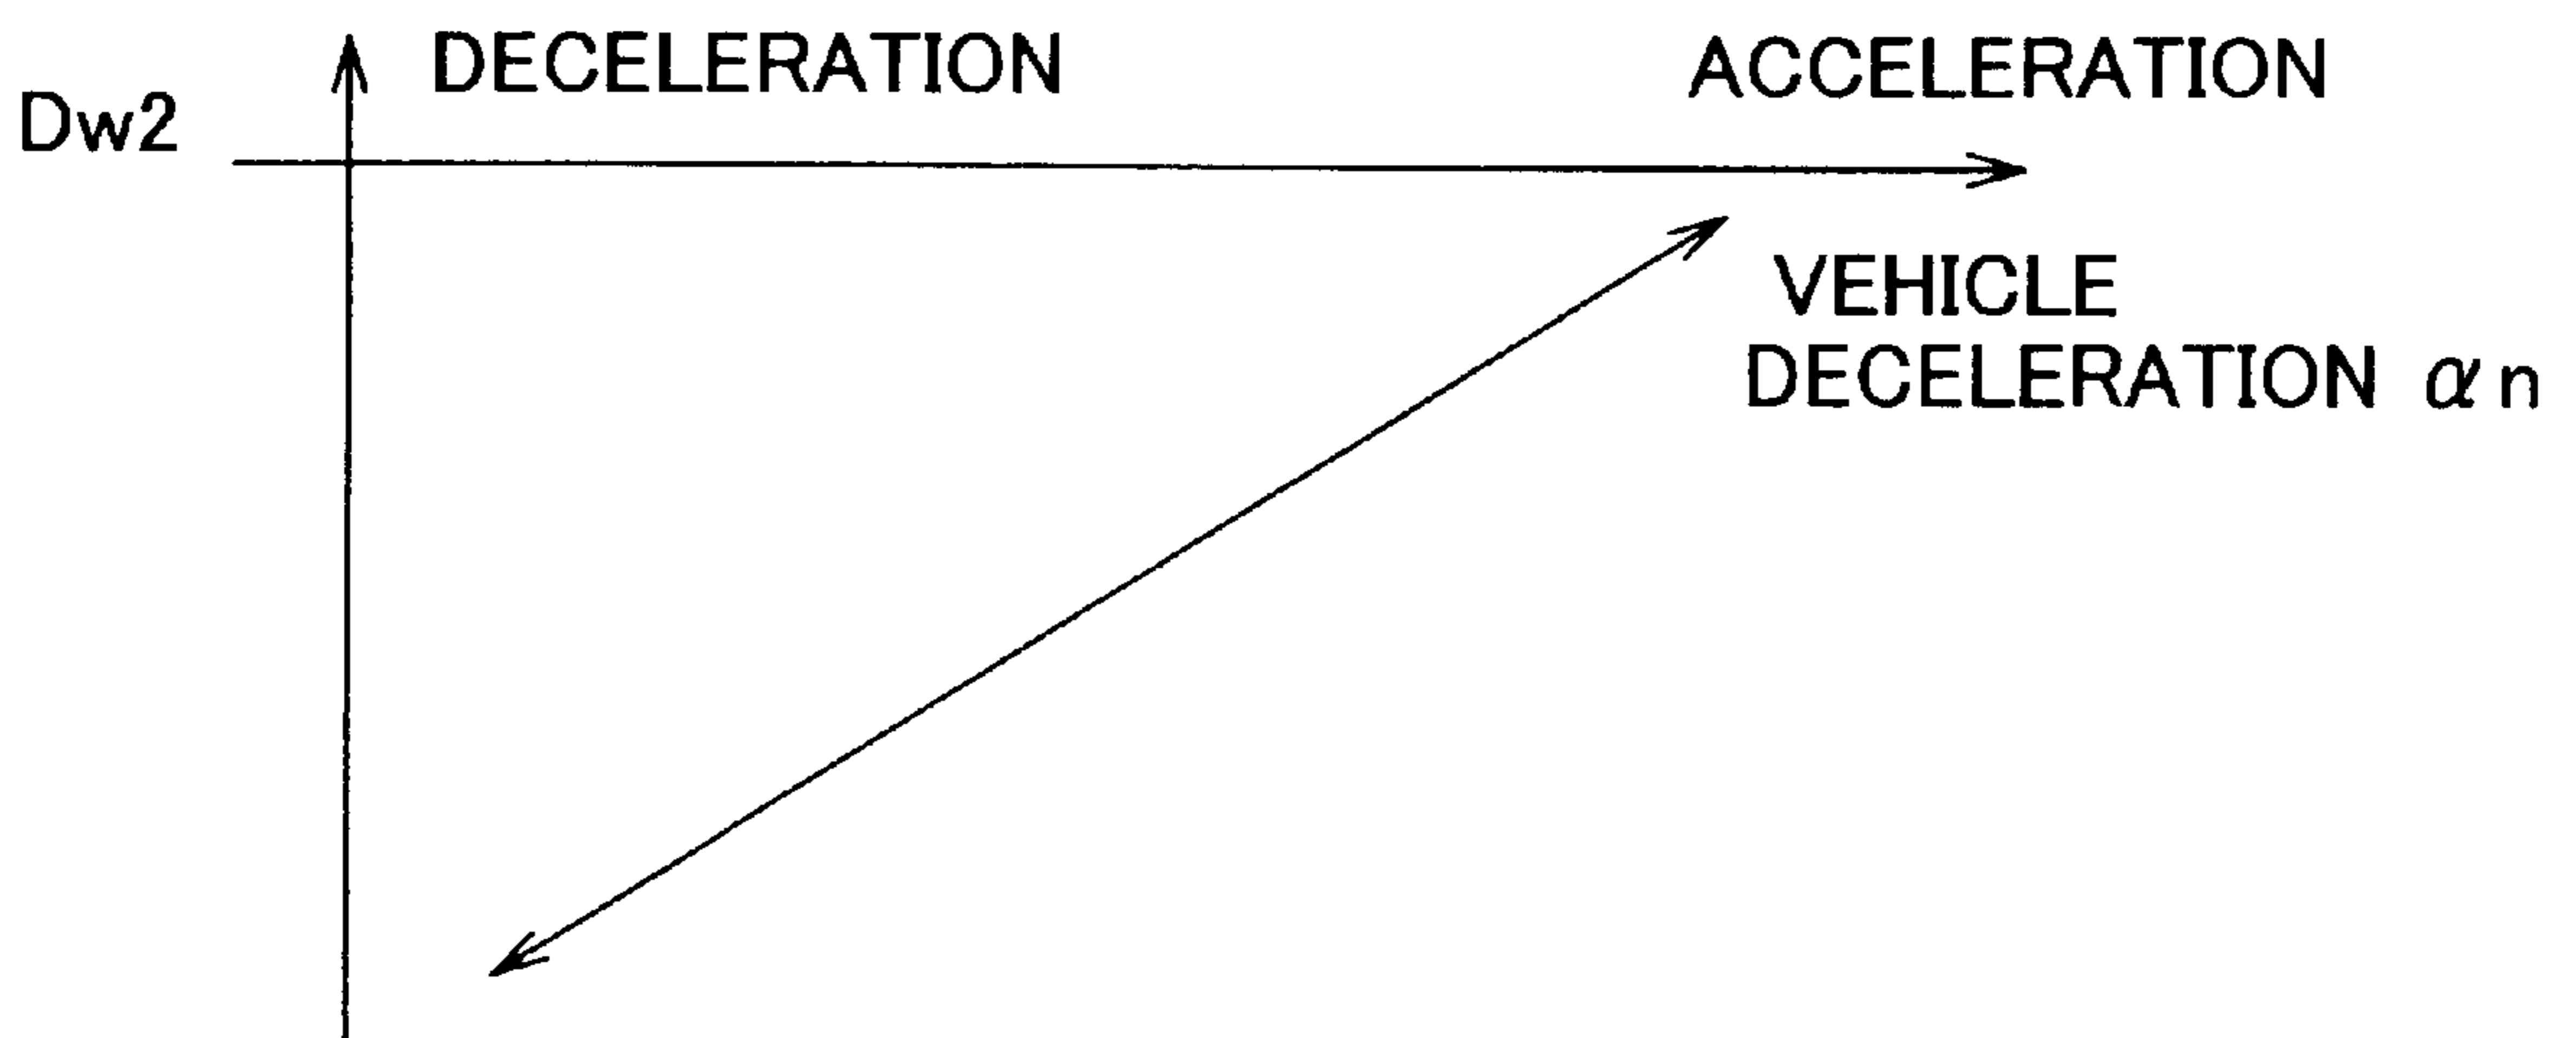 DECELERATION
ACCELERATION
Dw2
VEHICLE
DECELERATION αn